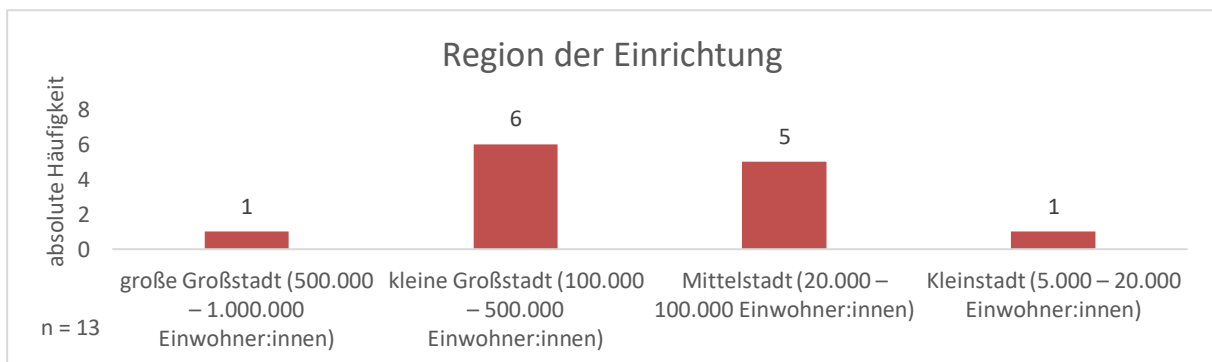 Region der Einrichtung
absolute Häufigkeit
8
6
4
2
0
1
6
5
1
große Großstadt (500.000
– 1.000.000
Einwohner:innen)
kleine Großstadt (100.000
– 500.000
Einwohner:innen)
Mittelstadt (20.000 –
100.000 Einwohner:innen)
Kleinstadt (5.000 – 20.000
Einwohner:innen)
n = 13